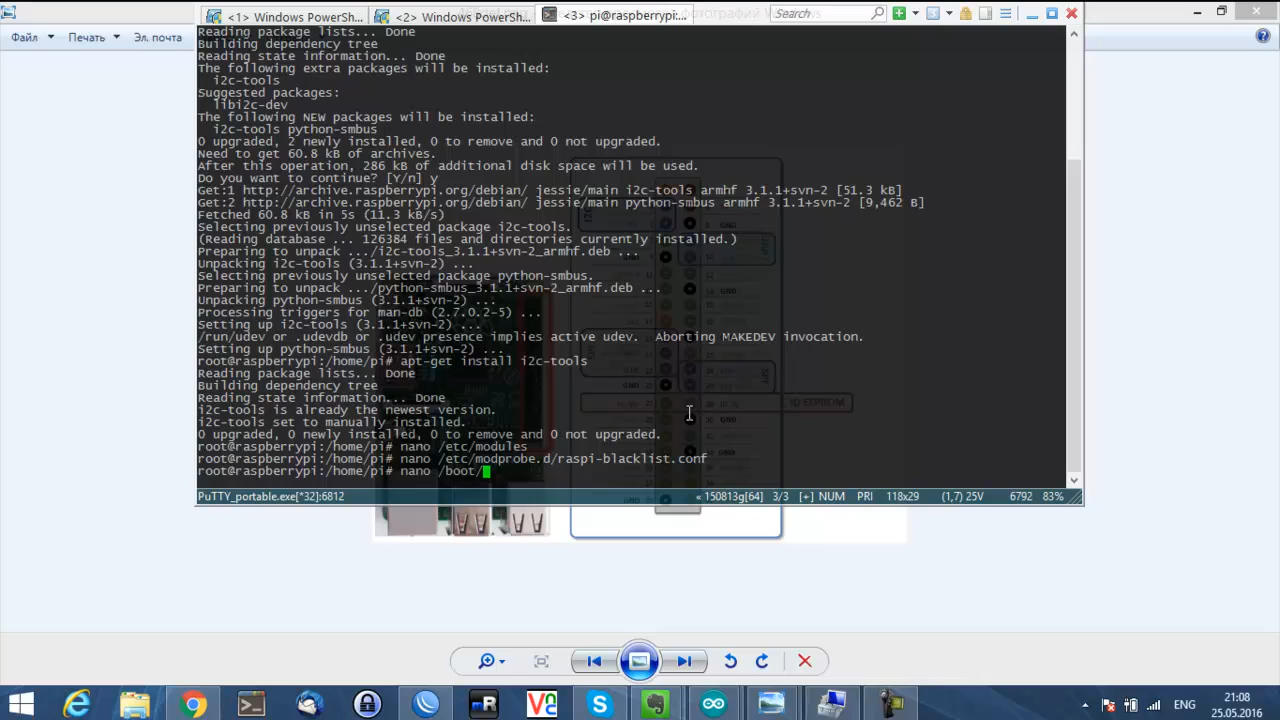 <1> Windows PowerSh... <2> Windows PowerSh... <3> pi@raspberrypi:... Search
Файл Печать Эл. почта
Reading package lists... Done
Building dependency tree
Reading state information... Done
The following extra packages will be installed:
i2c-tools
Suggested packages:
libi2c-dev
The following NEW packages will be installed:
i2c-tools python-smbus
0 upgraded, 2 newly installed, 0 to remove and 0 not upgraded.
Need to get 60.8 kB of archives.
After this operation, 286 kB of additional disk space will be used.
Do you want to continue? [Y/n] y
Get:1 http://archive.raspberrypi.org/debian/ jessie/main i2c-tools armhf 3.1.1+svn-2 [51.3 kB]
Get:2 http://archive.raspberrypi.org/debian/ jessie/main python-smbus armhf 3.1.1+svn-2 [9,462 B]
Fetched 60.8 kB in 5s (11.3 kB/s)
Selecting previously unselected package i2c-tools.
(Reading database ... 126384 files and directories currently installed.)
Preparing to unpack .../i2c-tools_3.1.1+svn-2_armhf.deb ...
Unpacking i2c-tools (3.1.1+svn-2) ...
Selecting previously unselected package python-smbus.
Preparing to unpack .../python-smbus_3.1.1+svn-2_armhf.deb ...
Unpacking python-smbus (3.1.1+svn-2) ...
Processing triggers for man-db (2.7.0.2-5) ...
Setting up i2c-tools (3.1.1+svn-2) ...
/run/udev or .udevdb or .udev presence implies active udev. Aborting MAKEDEV invocation.
Setting up python-smbus (3.1.1+svn-2) ...
root@raspberrypi:/home/pi# apt-get install i2c-tools
Reading package lists... Done
Building dependency tree
Reading state information... Done
i2c-tools is already the newest version.
i2c-tools set to manually installed.
0 upgraded, 0 newly installed, 0 to remove and 0 not upgraded.
root@raspberrypi:/home/pi# nano /etc/modules
root@raspberrypi:/home/pi# nano /etc/modprobe.d/raspi-blacklist.conf
root@raspberrypi:/home/pi# nano /boot/
PuTTY_portable.exe[*32]:6812 « 150813g[64] 3/3 [+] NUM PRI 118x29 (1,7) 25V 6792 83%
ID EEPROM
ENG
21:08
25.05.2016